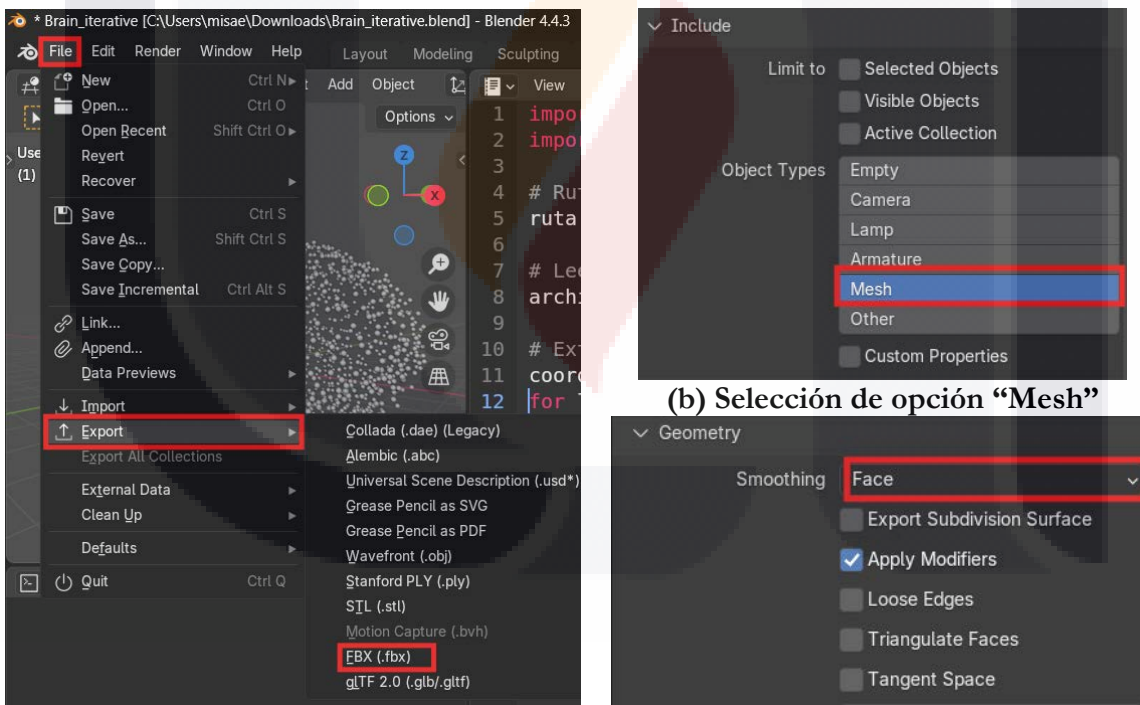 * Brain_iterative [C:\Users\misae\Downloads\Brain_iterative.blend] - Blender 4.4.3
File Edit Render Window Help Layout Modeling Sculpting
New Ctrl N
Open... Ctrl O
Open Recent Shift Ctrl O
Revert
Recover
Save Ctrl S
Save As... Shift Ctrl S
Save Copy...
Save Incremental Ctrl Alt S
Link...
Append...
Data Previews
Import
Export
Export All Collections
External Data
Clean Up
Defaults
Quit Ctrl Q
Use
(1)
Add Object
Options
Z
X
View
1 impo
2 impo
3
4 # Ru
5 ruta
6
7 # Le
8 arch
9
10 # Ex
11 coor
12 for
Collada (.dae) (Legacy)
Alembic (.abc)
Universal Scene Description (.usd*)
Grease Pencil as SVG
Grease Pencil as PDF
Wavefront (.obj)
Stanford PLY (.ply)
STL (.stl)
Motion Capture (.bvh)
FBX (.fbx)
glTF 2.0 (.glb/.gltf)
Include
Limit to Selected Objects
Visible Objects
Active Collection
Object Types Empty
Camera
Lamp
Armature
Mesh
Other
Custom Properties
(b) Selección de opción “Mesh”
Geometry
Smoothing Face
Export Subdivision Surface
Apply Modifiers
Loose Edges
Triangulate Faces
Tangent Space